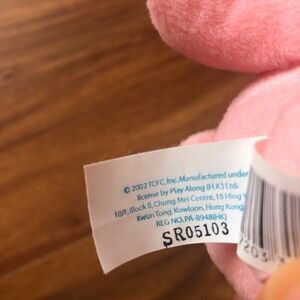 © 2002 TCFC, Inc. Manufactured under
license by Play Along (H.K.) Ltd.
10/F, Block B, Chung Mei Centre, 15 Hing Y
Kwun Tong, Kowloon, Hong Kong
REG NO. PA-8948(HK)
SR05103